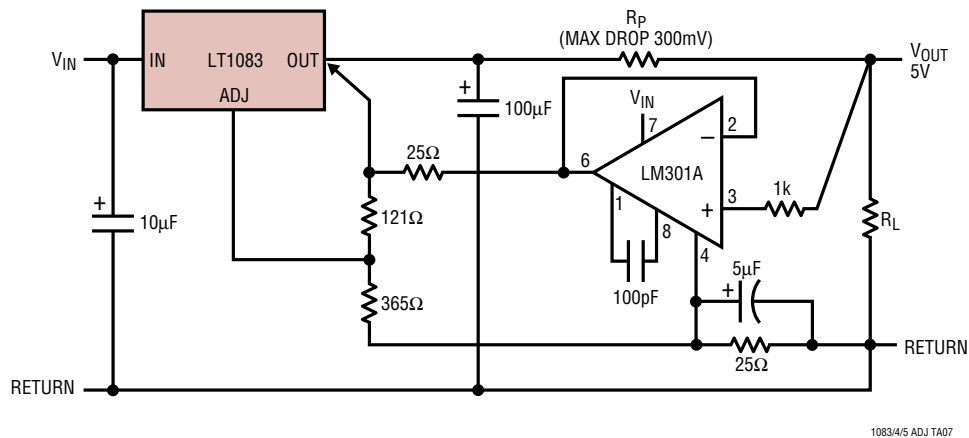 R_P
(MAX DROP 300mV)
V_IN
IN
LT1083
OUT
ADJ
V_OUT
5V
+
100µF
V_IN
7
2
–
25Ω
6
LM301A
3
1k
+
1
8
4
+
10µF
121Ω
R_L
100pF
5µF
+
365Ω
25Ω
RETURN
RETURN
1083/4/5 ADJ TA07